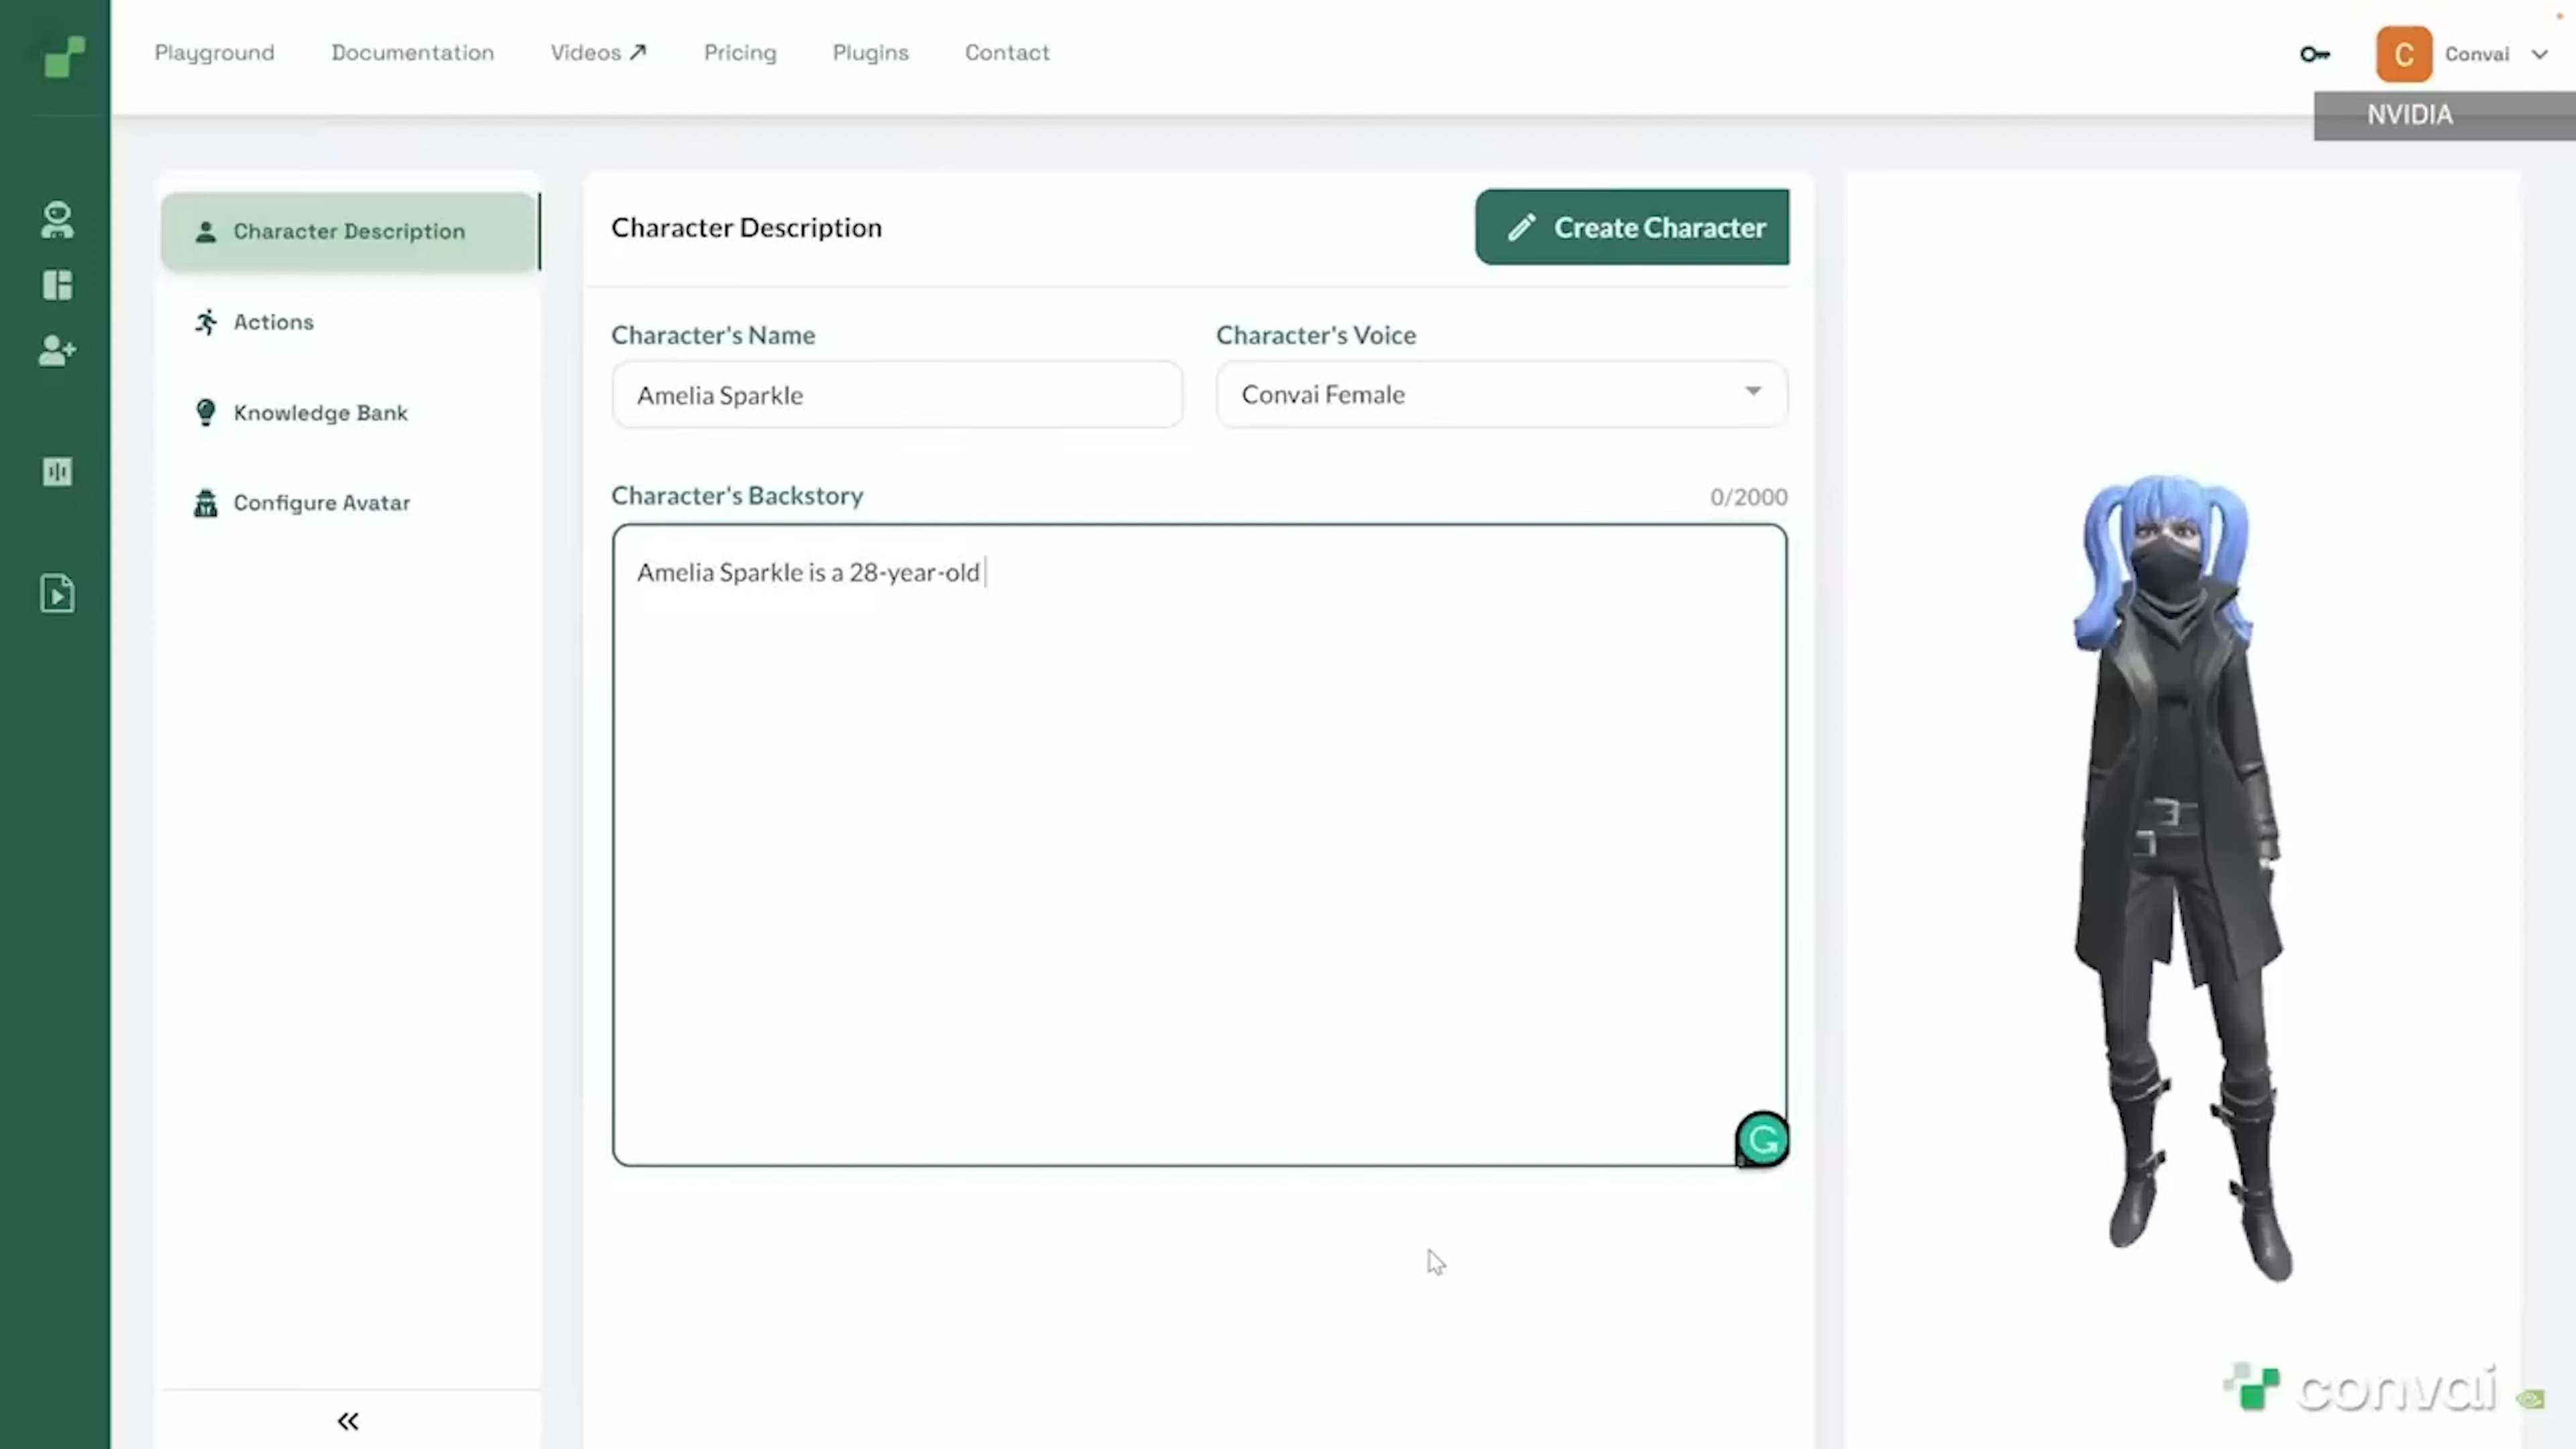 Playground
Documentation
Videos
Pricing
Plugins
Contact
C
Convai
NVIDIA
Character Description
Actions
Knowledge Bank
Configure Avatar
Character Description
Create Character
Character's Name
Character's Voice
Amelia Sparkle
Convai Female
Character's Backstory
0/2000
Amelia Sparkle is a 28-year-old
convai